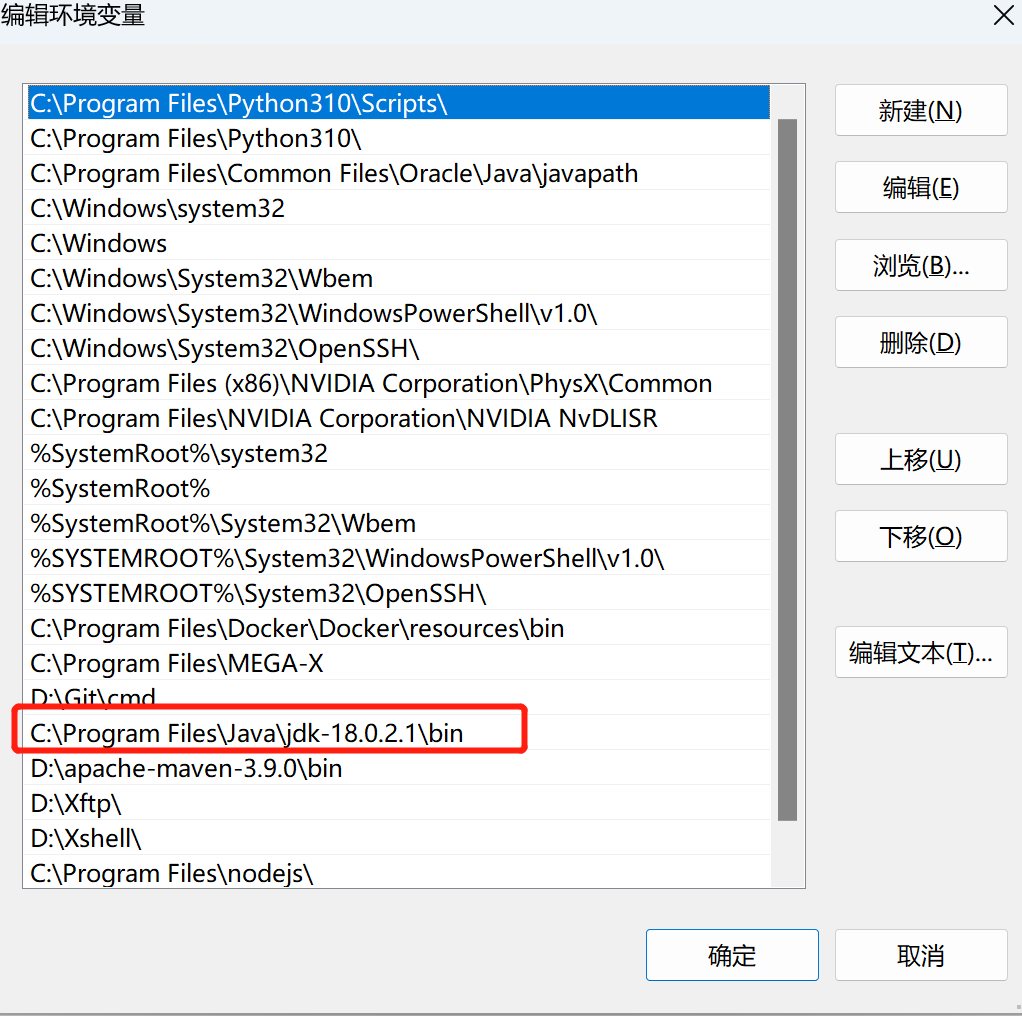 编辑环境变量
C:\Program Files\Python310\Scripts\
C:\Program Files\Python310\
C:\Program Files\Common Files\Oracle\Java\javapath
C:\Windows\system32
C:\Windows
C:\Windows\System32\Wbem
C:\Windows\System32\WindowsPowerShell\v1.0\
C:\Windows\System32\OpenSSH\
C:\Program Files (x86)\NVIDIA Corporation\PhysX\Common
C:\Program Files\NVIDIA Corporation\NVIDIA NvDLISR
%SystemRoot%\system32
%SystemRoot%
%SystemRoot%\System32\Wbem
%SYSTEMROOT%\System32\WindowsPowerShell\v1.0\
%SYSTEMROOT%\System32\OpenSSH\
C:\Program Files\Docker\Docker\resources\bin
C:\Program Files\MEGA-X
D:\Git\cmd
C:\Program Files\Java\jdk-18.0.2.1\bin
D:\apache-maven-3.9.0\bin
D:\Xftp\
D:\Xshell\
C:\Program Files\nodejs\
新建(N)
编辑(E)
浏览(B)...
删除(D)
上移(U)
下移(O)
编辑文本(T)...
确定
取消